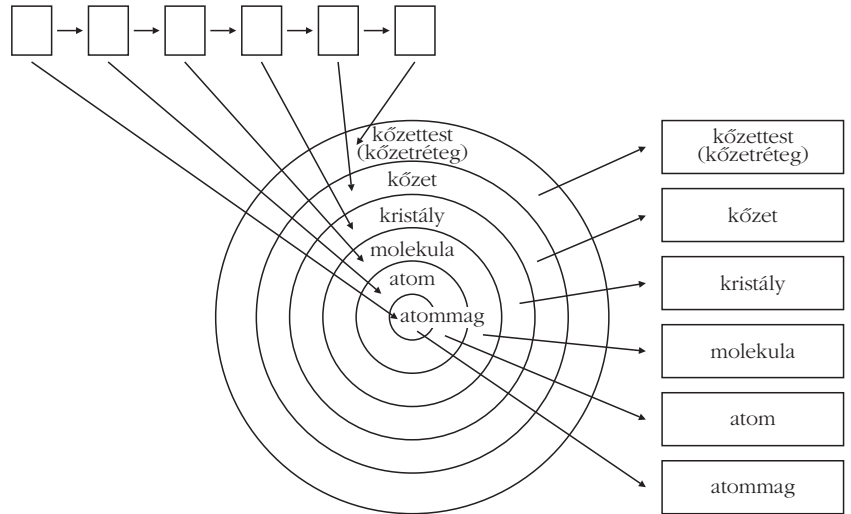 kőzettest
(kőzetréteg)
kőzet
kristály
molekula
atom
atommag
kőzettest
(kőzetréteg)
kőzet
kristály
molekula
atom
atommag